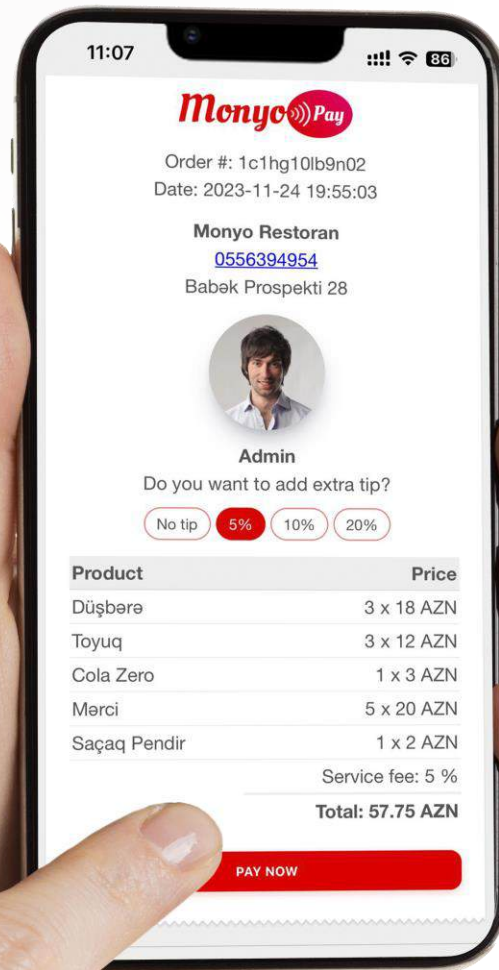 11:07
86
Monyo Pay
Order #: 1c1hg10lb9n02
Date: 2023-11-24 19:55:03
Monyo Restoran
0556394954
Babək Prospekti 28
Admin
Do you want to add extra tip?
No tip 5% 10% 20%
Product Price
Düşbərə 3 x 18 AZN
Toyuq 3 x 12 AZN
Cola Zero 1 x 3 AZN
Mərci 5 x 20 AZN
Saçaq Pendir 1 x 2 AZN
Service fee: 5 %
Total: 57.75 AZN
PAY NOW